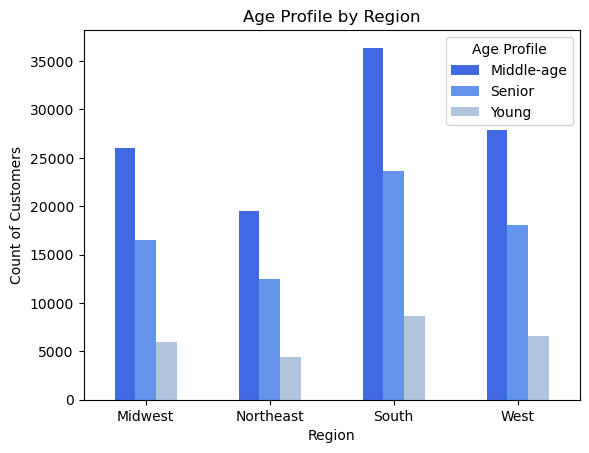 Age Profile by Region
Age Profile
Middle-age
Senior
Young
Count of Customers
35000
30000
25000
20000
15000
10000
5000
0
Midwest
Northeast
South
West
Region